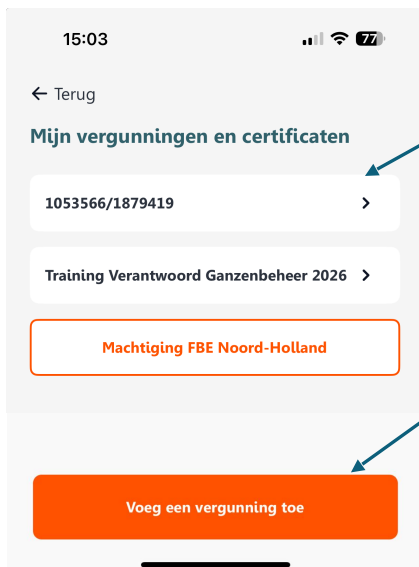 15:03
77
Terug
Mijn vergunningen en certificaten
1053566/1879419
Training Verantwoord Ganzenbeheer 2026
Machtiging FBE Noord-Holland
Voeg een vergunning toe